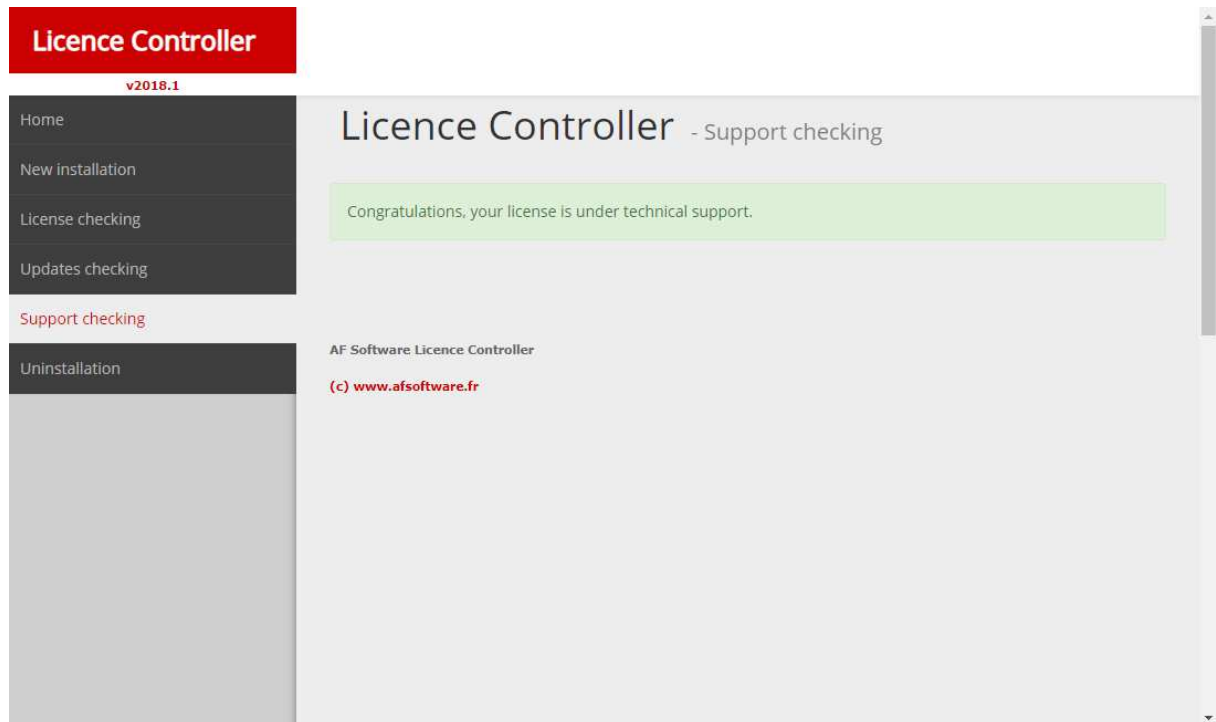 Licence Controller
v2018.1
Home
New installation
License checking
Updates checking
Support checking
Uninstallation
Licence Controller - Support checking
Congratulations, your license is under technical support.
AF Software Licence Controller
(c) www.afsoftware.fr